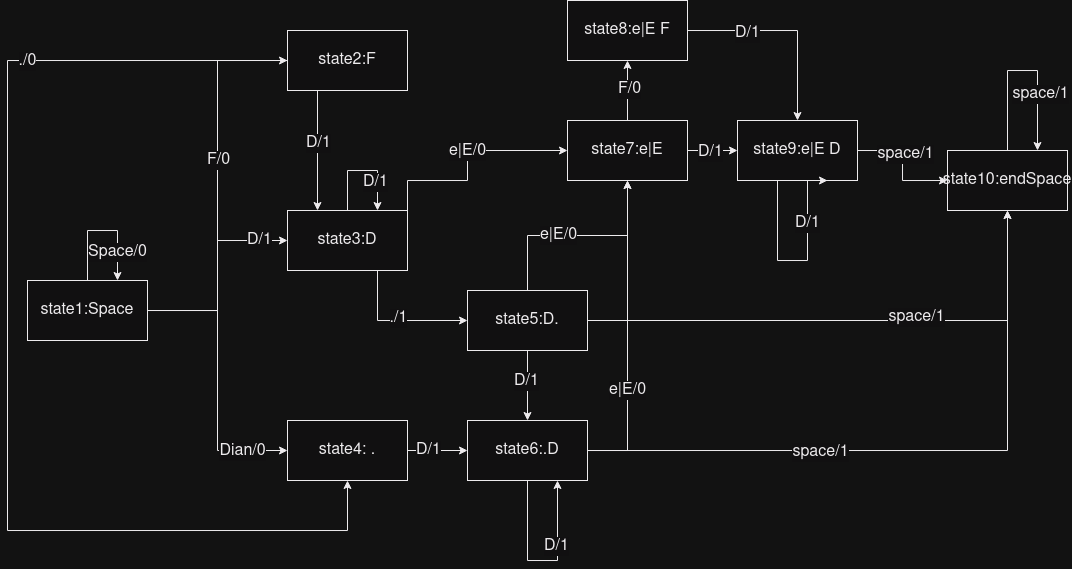 state8:e|E F
D/1
./0
state2:F
F/0
space/1
D/1
e|E/0
state7:e|E
D/1
state9:e|E D
space/1
F/0
D/1
state10:endSpace
D/1
Space/0
D/1
state3:D
e|E/0
state1:Space
./1
state5:D.
space/1
D/1
e|E/0
Dian/0
state4: .
D/1
state6:.D
space/1
D/1